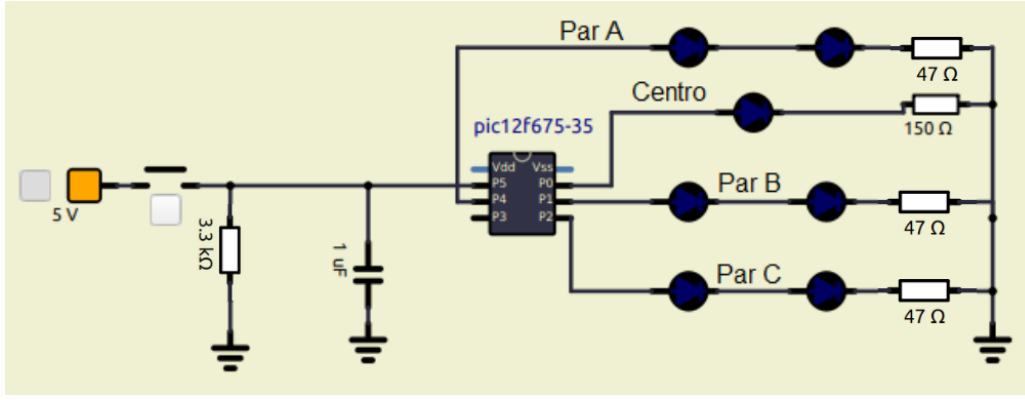 Par A
47 Ω
Centro
150 Ω
pic12f675-35
Vdd Vss
P5 P0
P4 P1
P3 P2
5 V
3.3 kΩ
1 uF
Par B
47 Ω
Par C
47 Ω